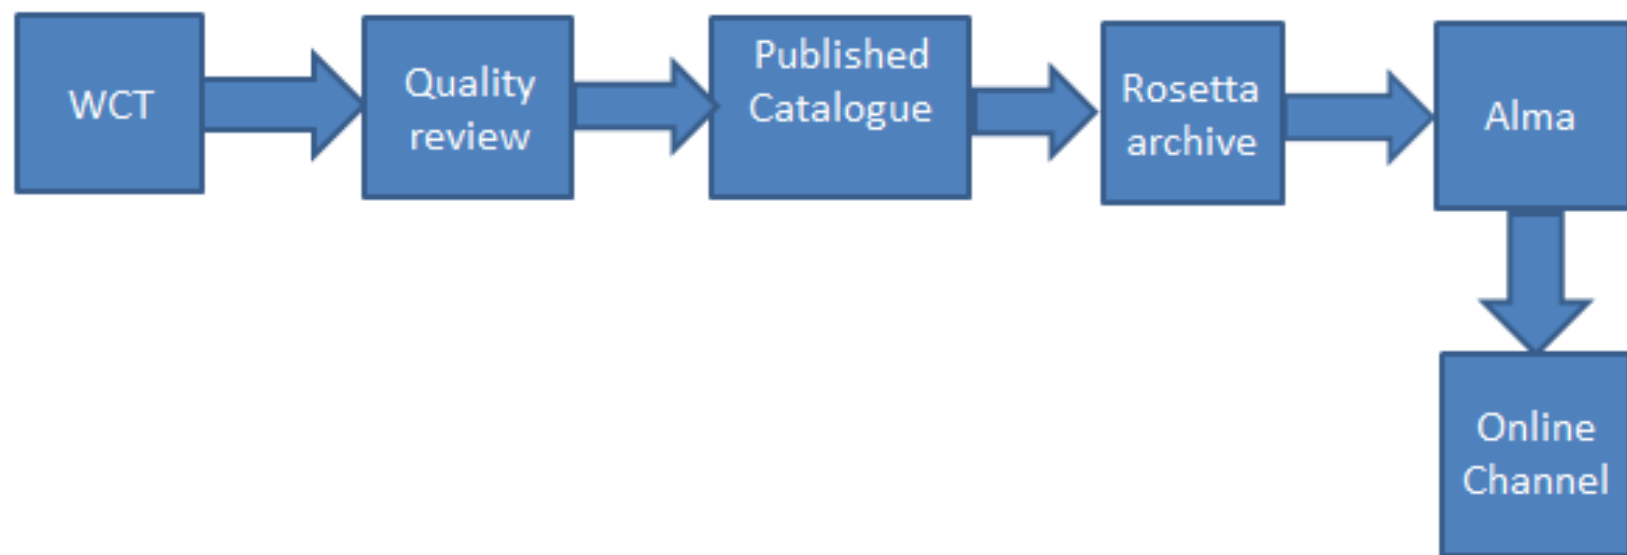 WCT
Quality
review
Published
Catalogue
Rosetta
archive
Alma
Online
Channel